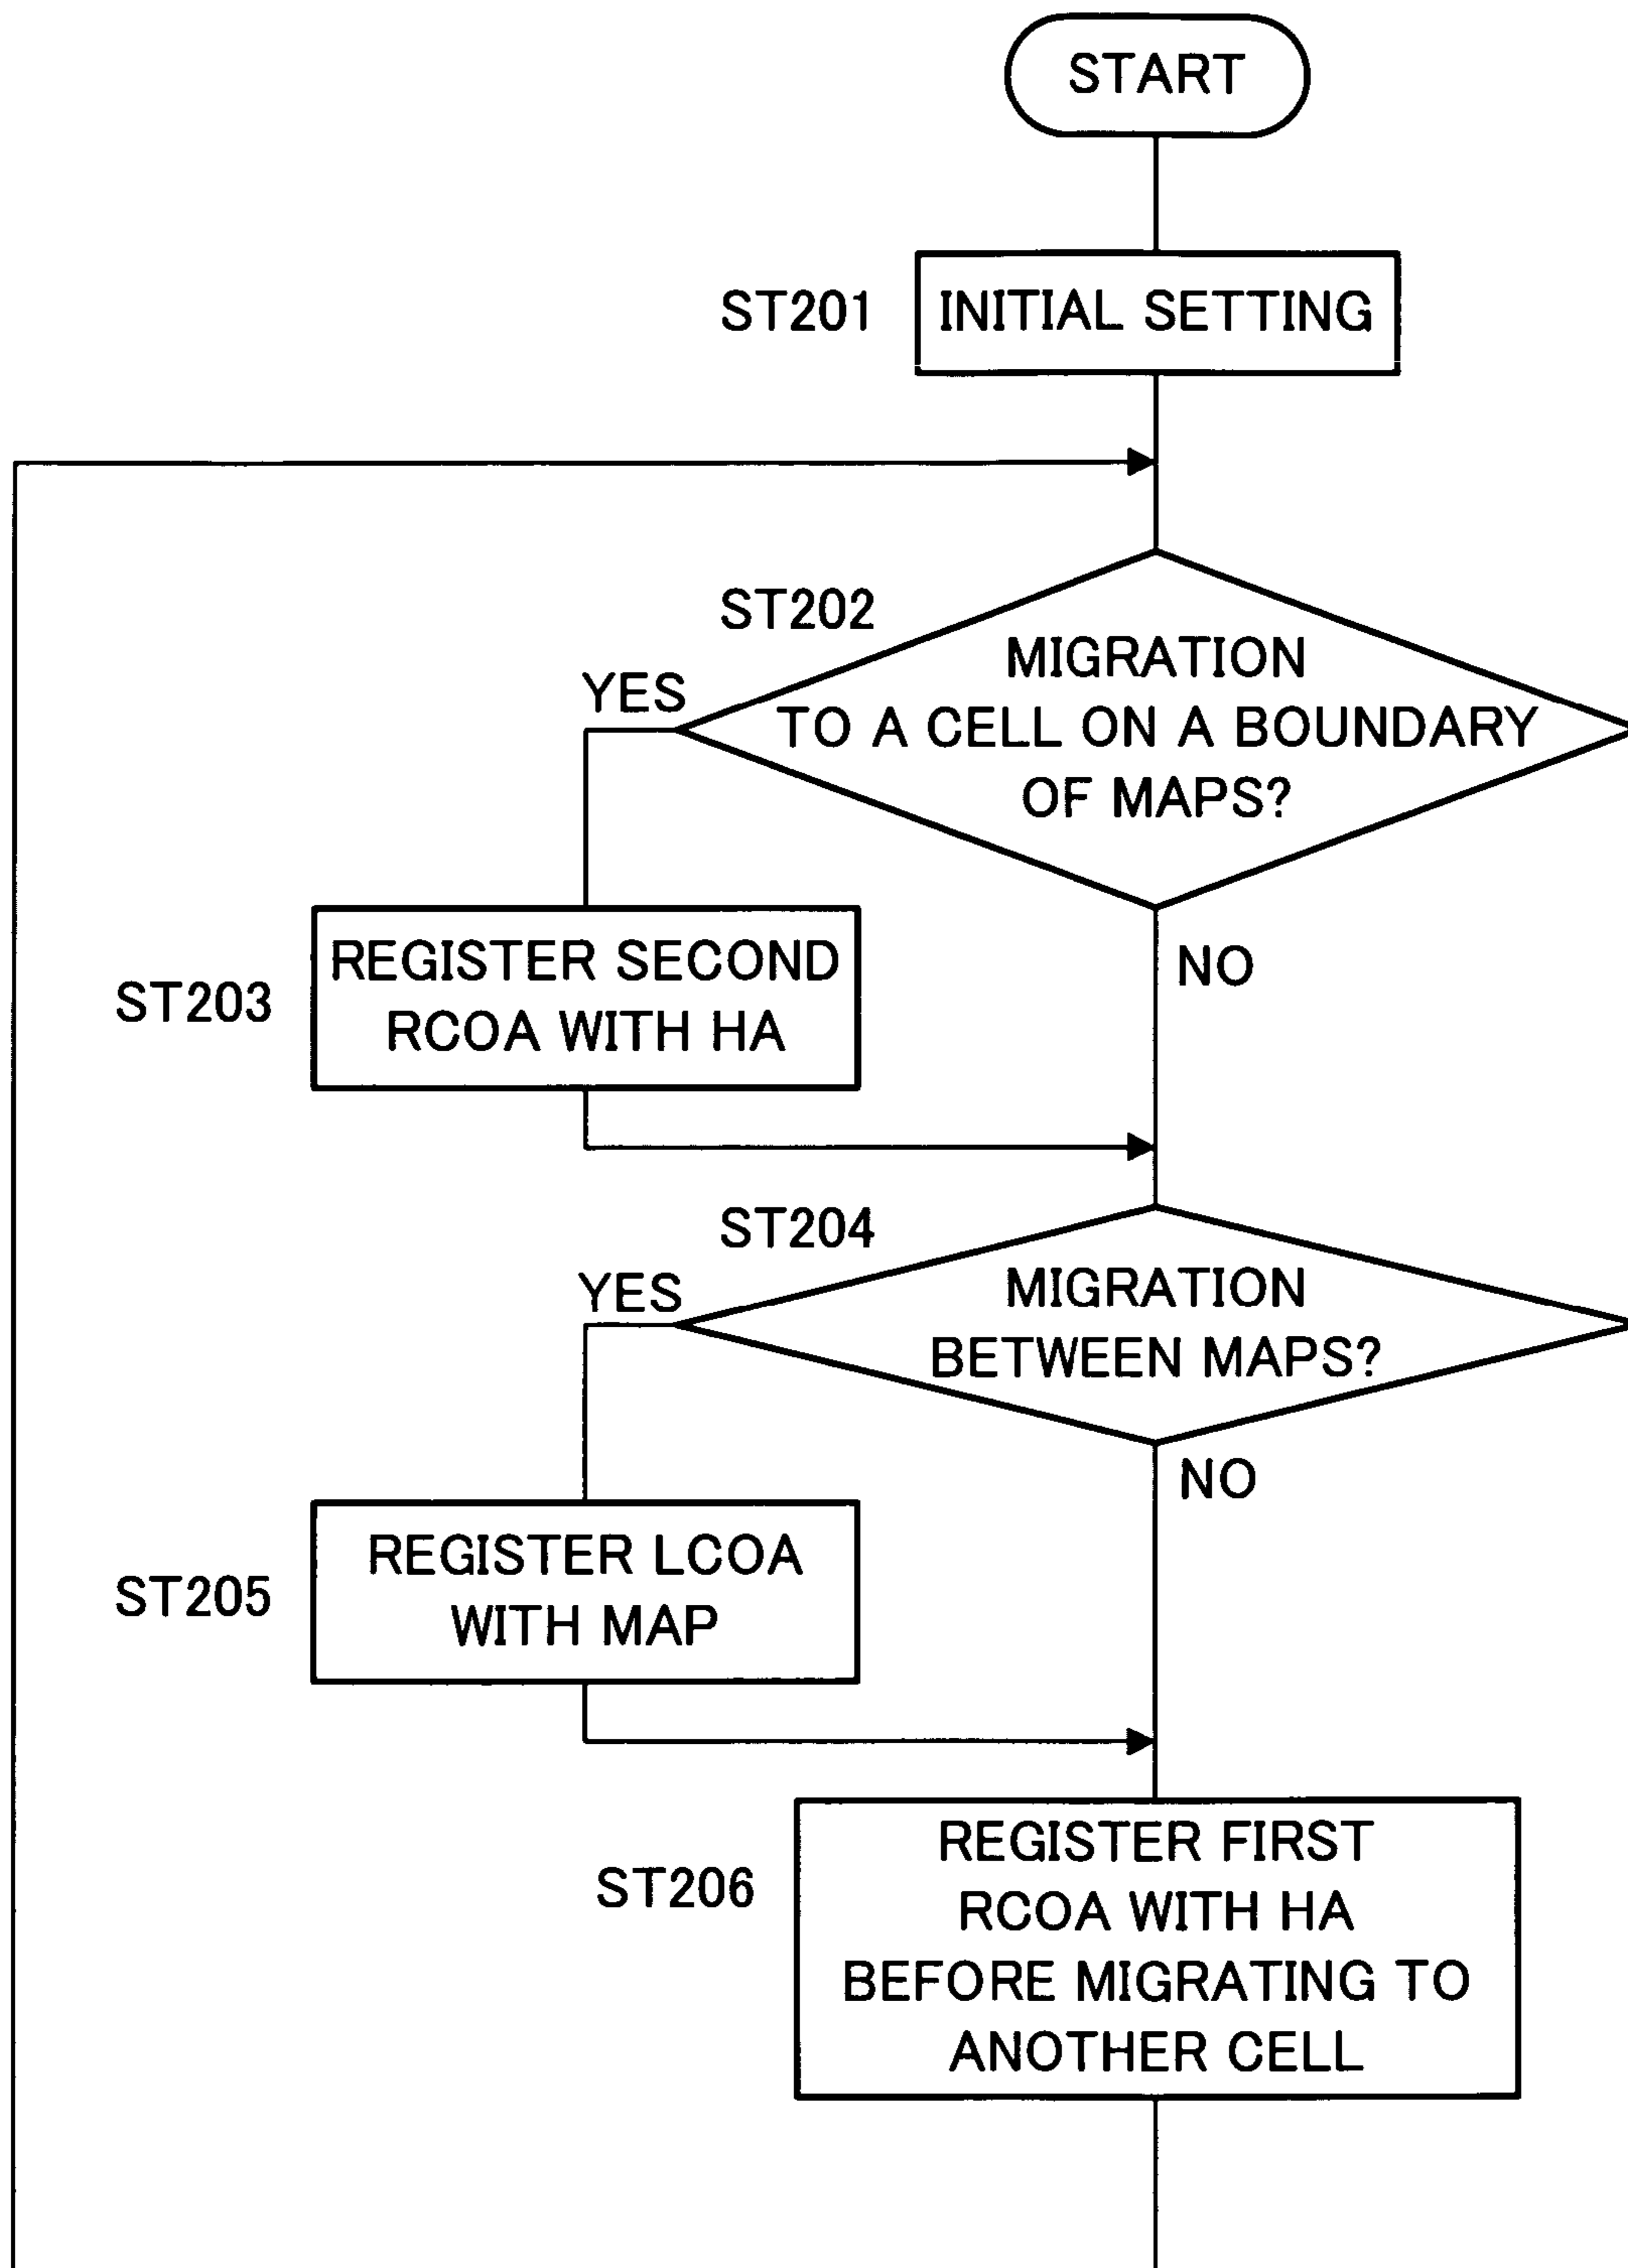 START
ST201
INITIAL SETTING
ST202
MIGRATION
TO A CELL ON A BOUNDARY
OF MAPS?
YES
NO
ST203
REGISTER SECOND
RCOA WITH HA
ST204
MIGRATION
BETWEEN MAPS?
YES
NO
ST205
REGISTER LCOA
WITH MAP
ST206
REGISTER FIRST
RCOA WITH HA
BEFORE MIGRATING TO
ANOTHER CELL